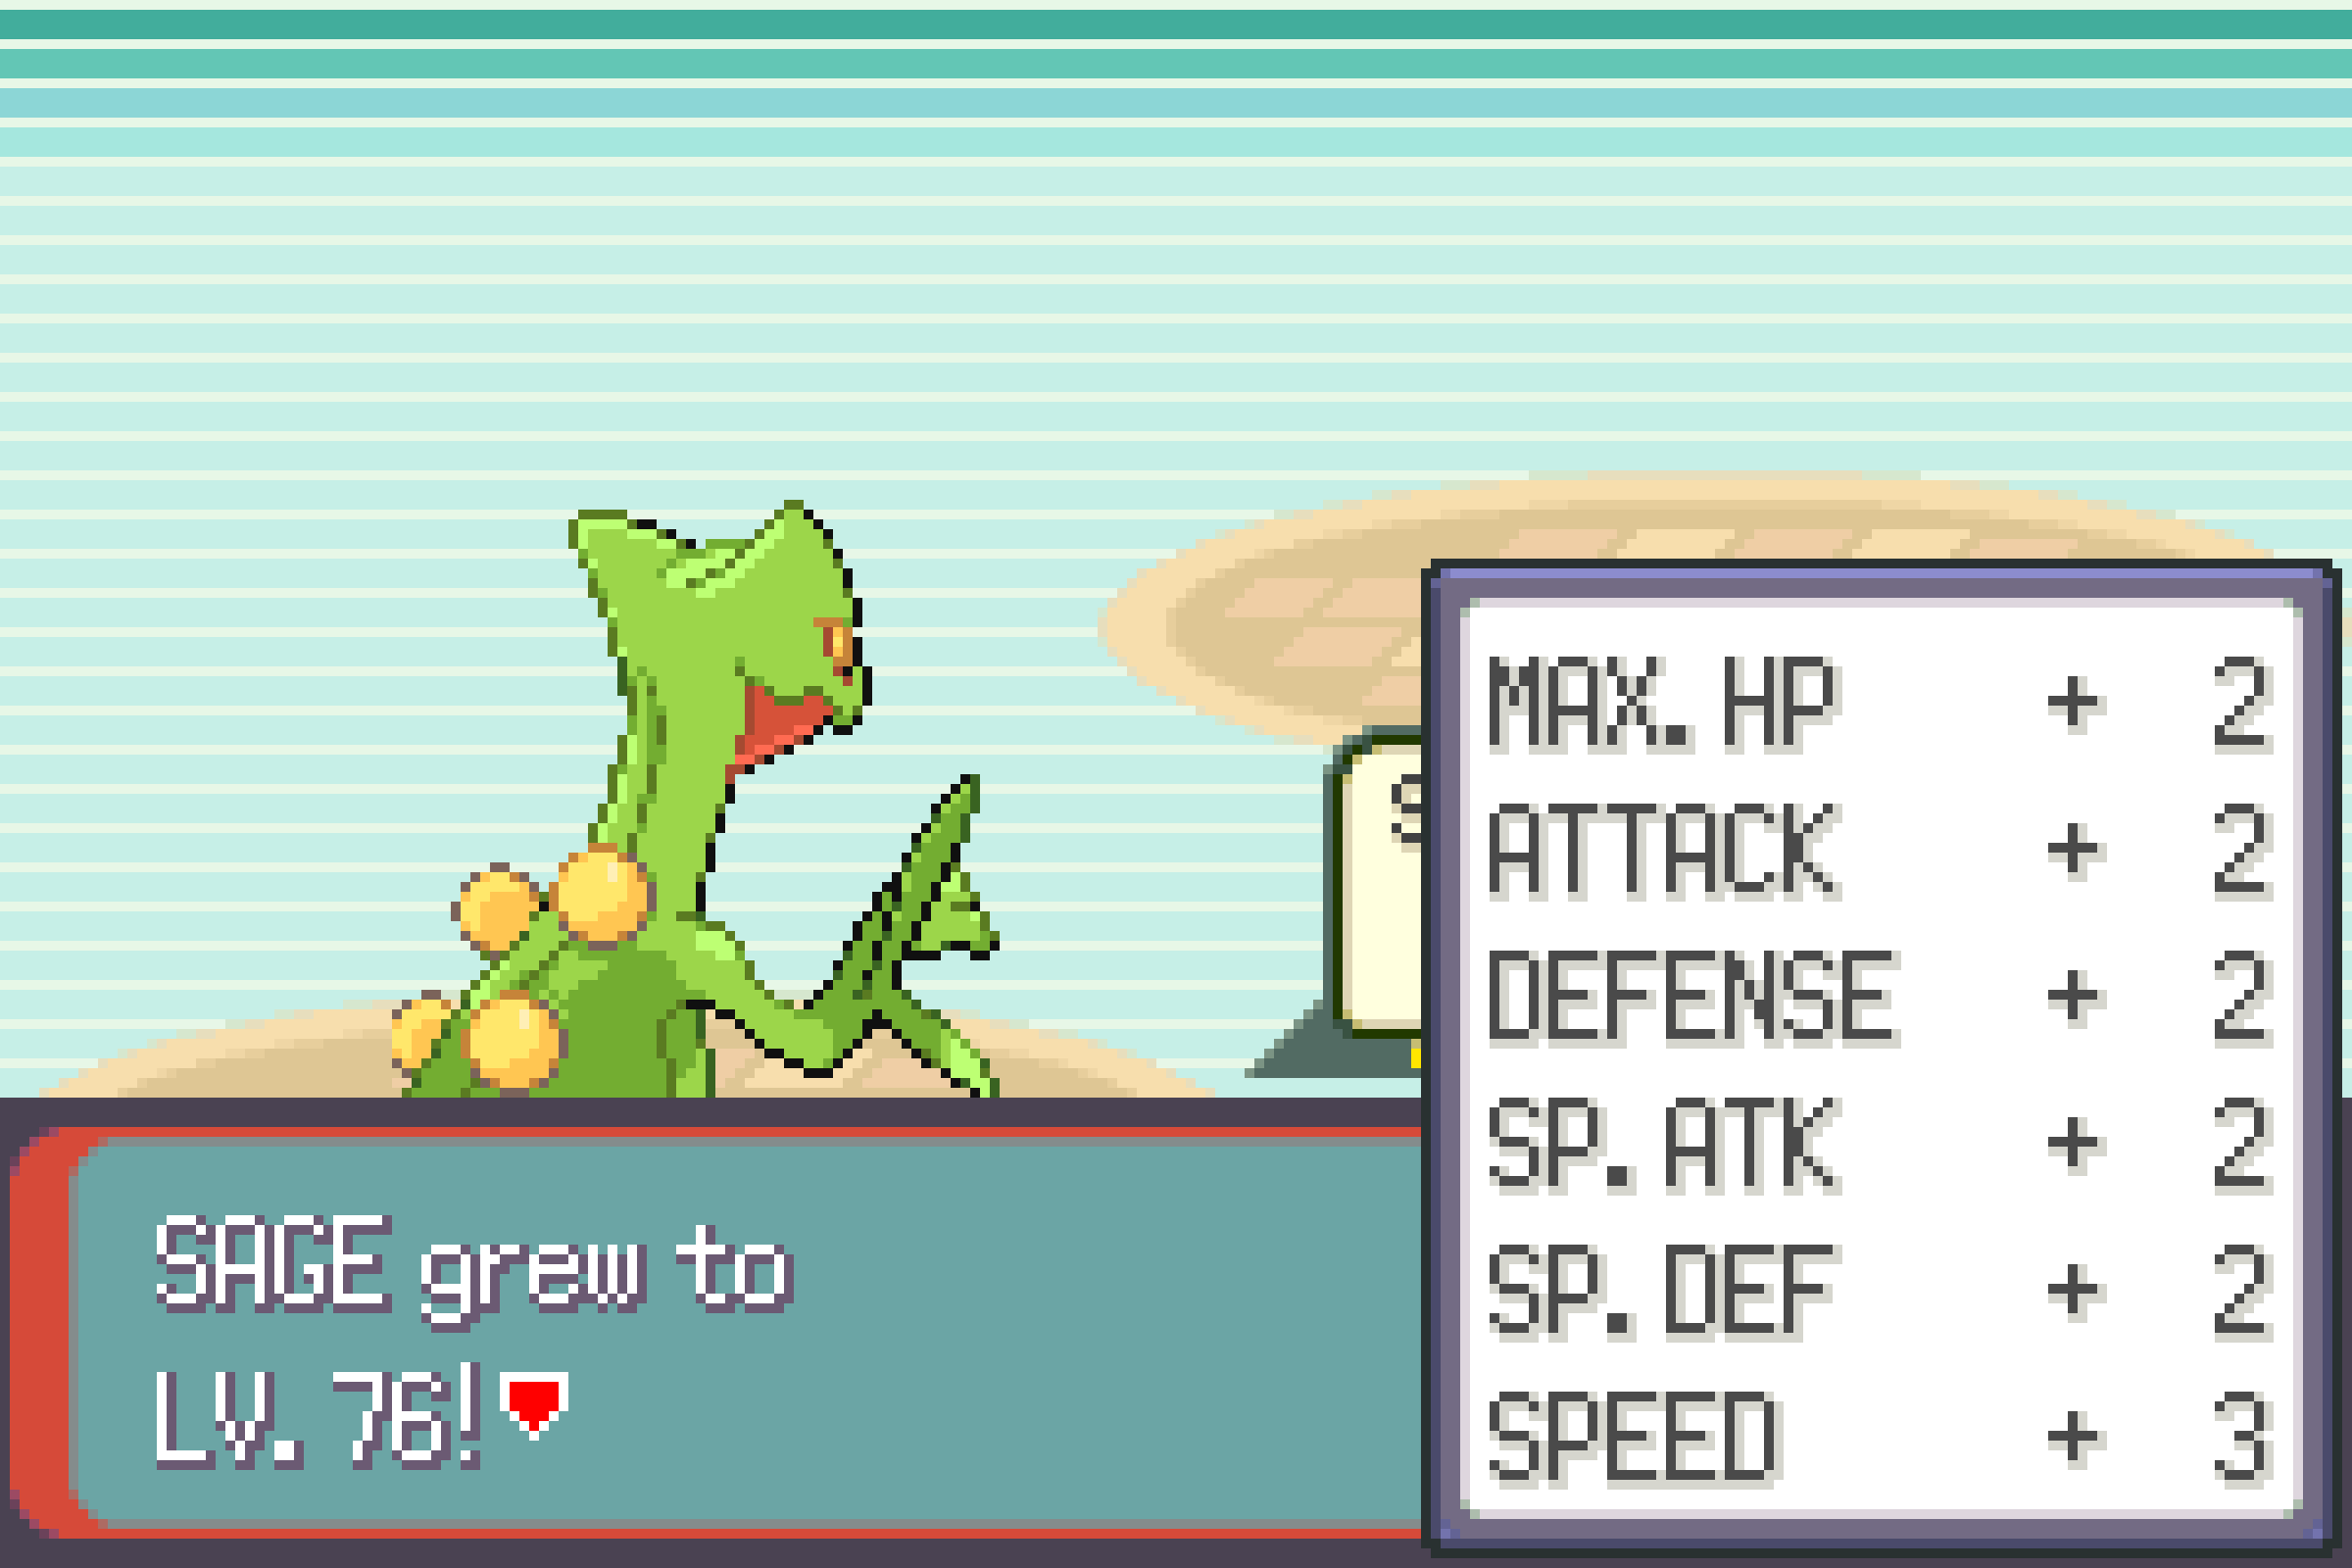 MAX. HP + 2
ATTACK + 2
DEFENSE + 2
SP. ATK + 2
SP. DEF + 2
SPEED + 3
SAGE grew to
LV. 76!